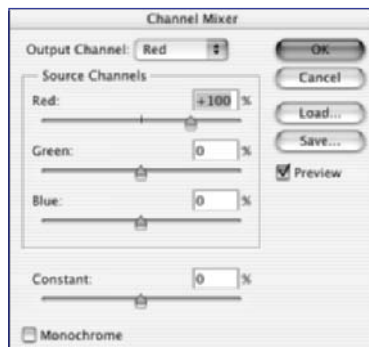 Channel Mixer
Output Channel: Red
OK
Source Channels
Cancel
Red: +100 %
Load...
Green: 0 %
Save...
Preview
Blue: 0 %
Constant: 0 %
Monochrome